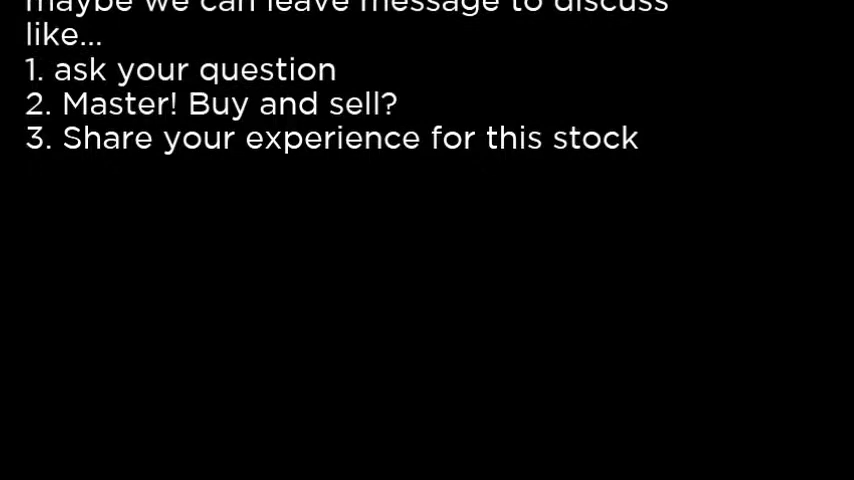 maybe we can leave message to discuss
like...
1. ask your question
2. Master! Buy and sell?
3. Share your experience for this stock